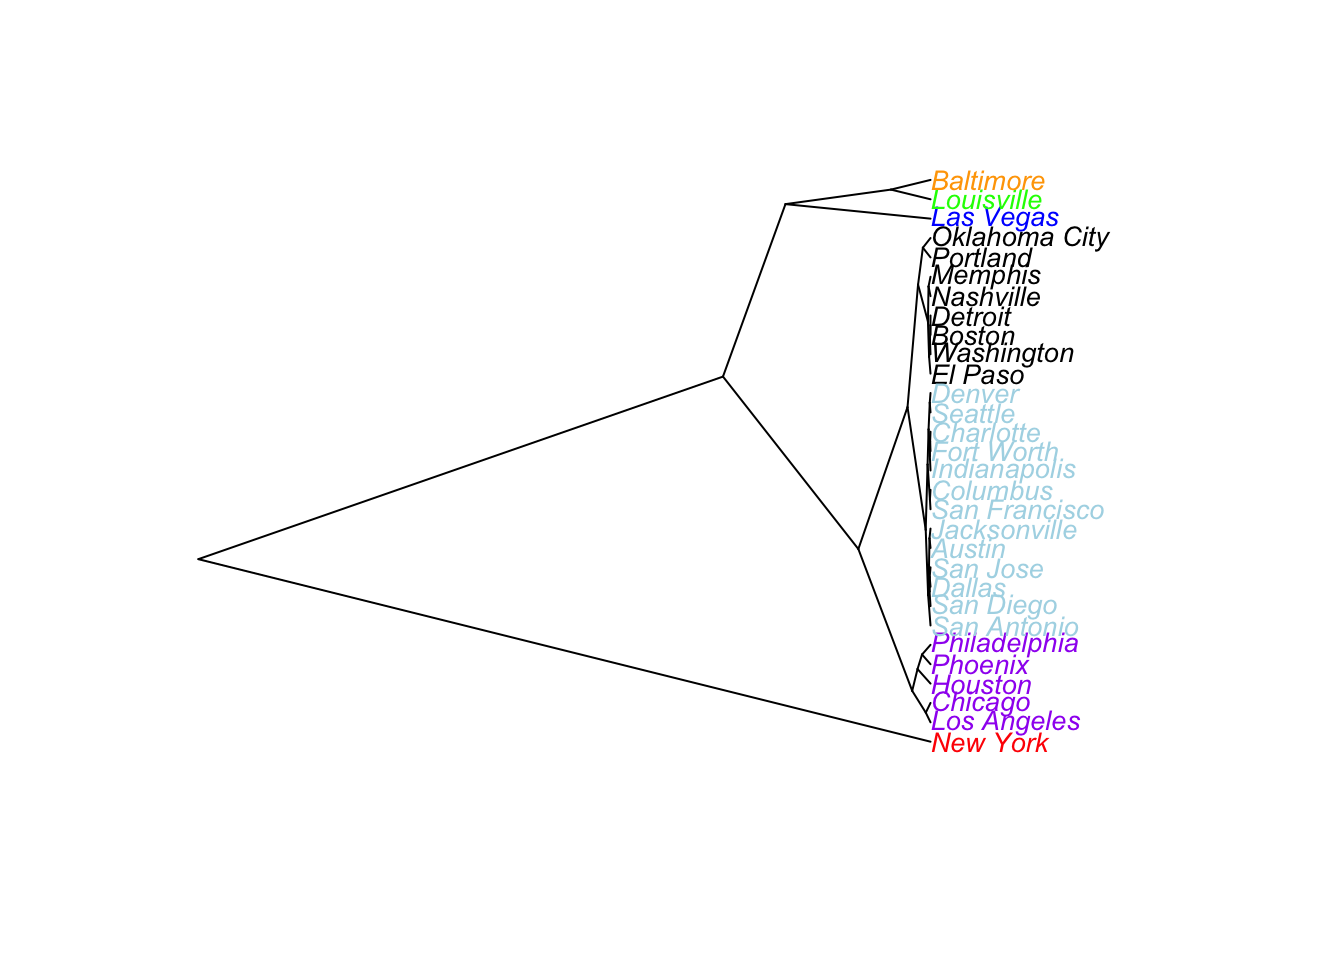 Baltimore
Louisville
Las Vegas
Oklahoma City
Portland
Memphis
Nashville
Detroit
Boston
Washington
El Paso
Denver
Seattle
Charlotte
Fort Worth
Indianapolis
Columbus
San Francisco
Jacksonville
Austin
San Jose
Dallas
San Diego
San Antonio
Philadelphia
Phoenix
Houston
Chicago
Los Angeles
New York